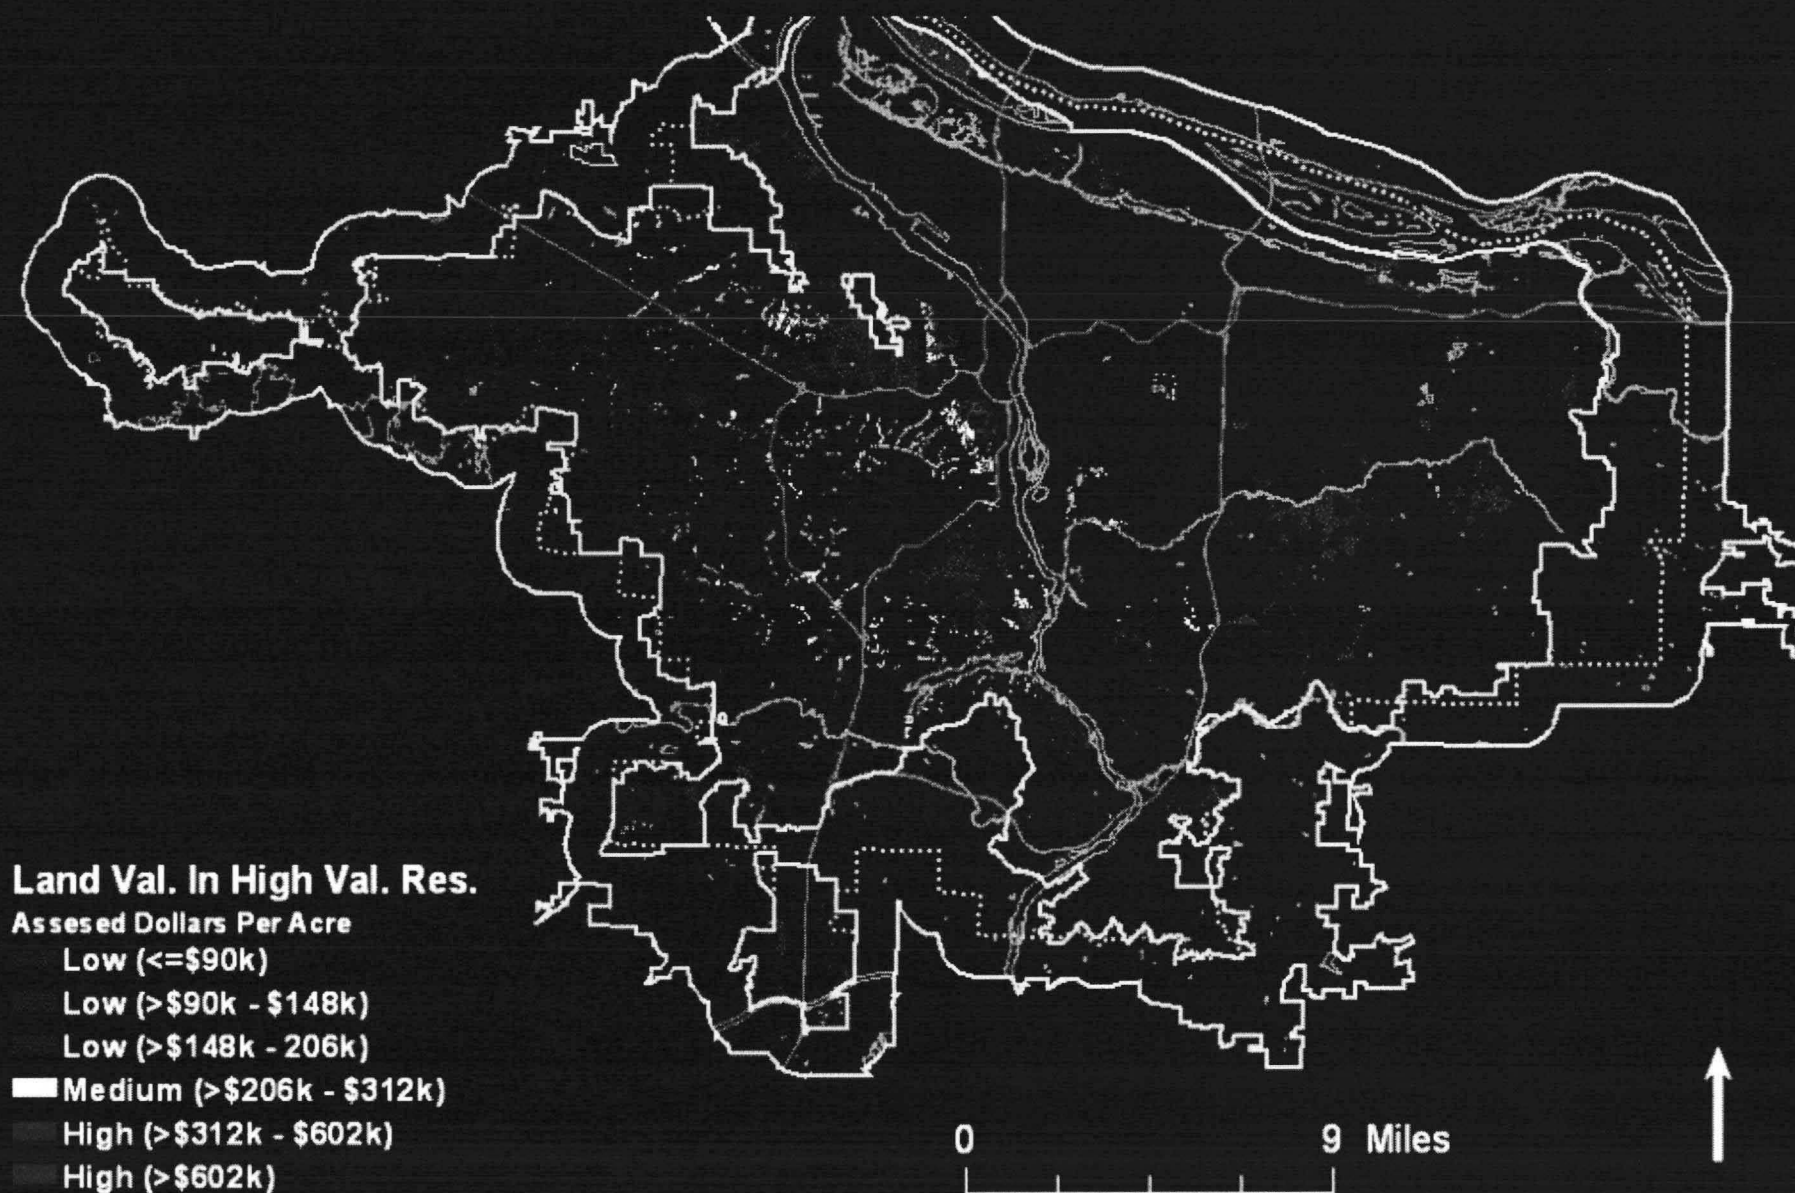 Land Val. In High Val. Res.
Assesed Dollars Per Acre
Low (<=$90k)
Low (>$90k - $148k)
Low (>$148k - 206k)
Medium (>$206k - $312k)
High (>$312k - $602k)
High (>$602k)
0 9 Miles